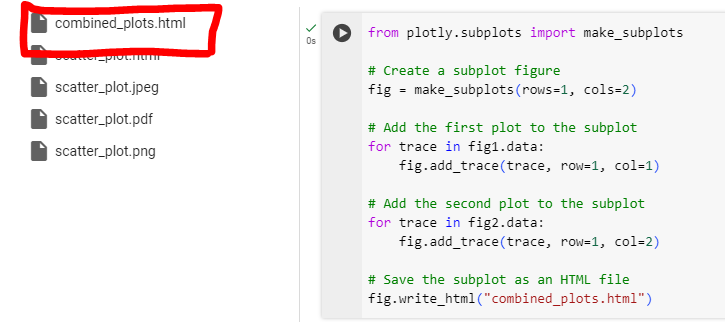 combined_plots.html
scatter_plot.html
scatter_plot.jpeg
scatter_plot.pdf
scatter_plot.png
0s
from plotly.subplots import make_subplots
# Create a subplot figure
fig = make_subplots(rows=1, cols=2)
# Add the first plot to the subplot
for trace in fig1.data:
    fig.add_trace(trace, row=1, col=1)
# Add the second plot to the subplot
for trace in fig2.data:
    fig.add_trace(trace, row=1, col=2)
# Save the subplot as an HTML file
fig.write_html("combined_plots.html")